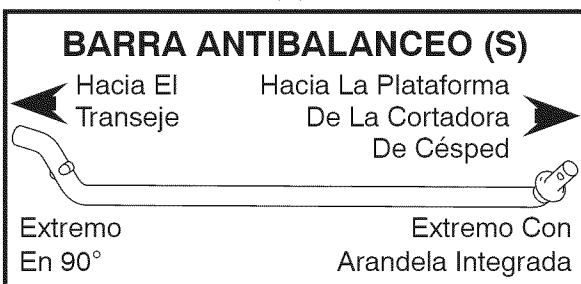 BARRA ANTIBALANCEO (S)
Hacia El
Transeje
Hacia La Plataforma
De La Cortadora
De Césped
Extremo
En 90°
Extremo Con
Arandela Integrada